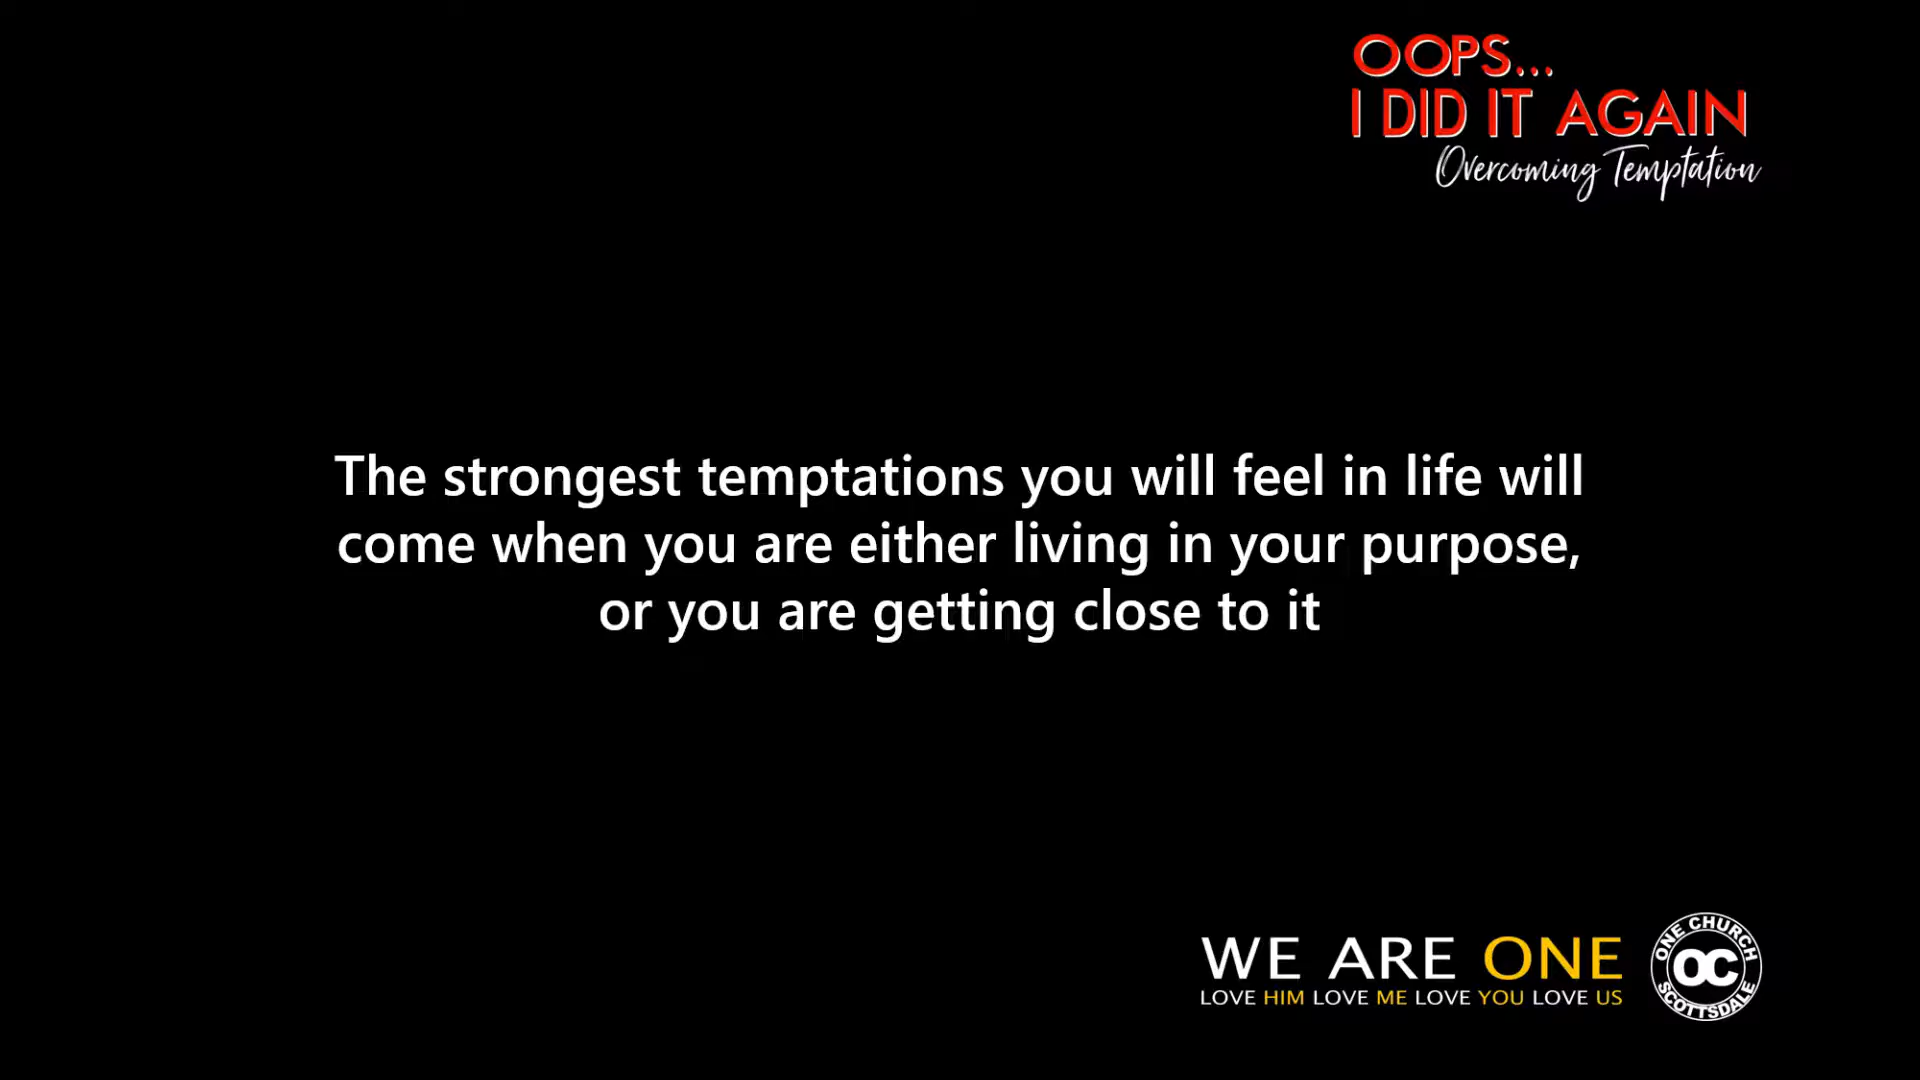 OOPS...
I DID IT AGAIN
Overcoming Temptation
The strongest temptations you will feel in life will
come when you are either living in your purpose,
or you are getting close to it
WE ARE ONE
LOVE HIM LOVE ME LOVE YOU LOVE US
ONE CHURCH
OC
SCOTTSDALE